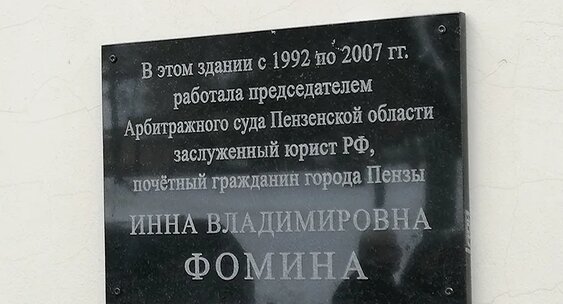 В этом здании с 1992 по 2007 гг.
работала председателем
Арбитражного суда Пензенской области
заслуженный юрист РФ,
почётный гражданин города Пензы
ИННА ВЛАДИМИРОВНА
ФОМИНА